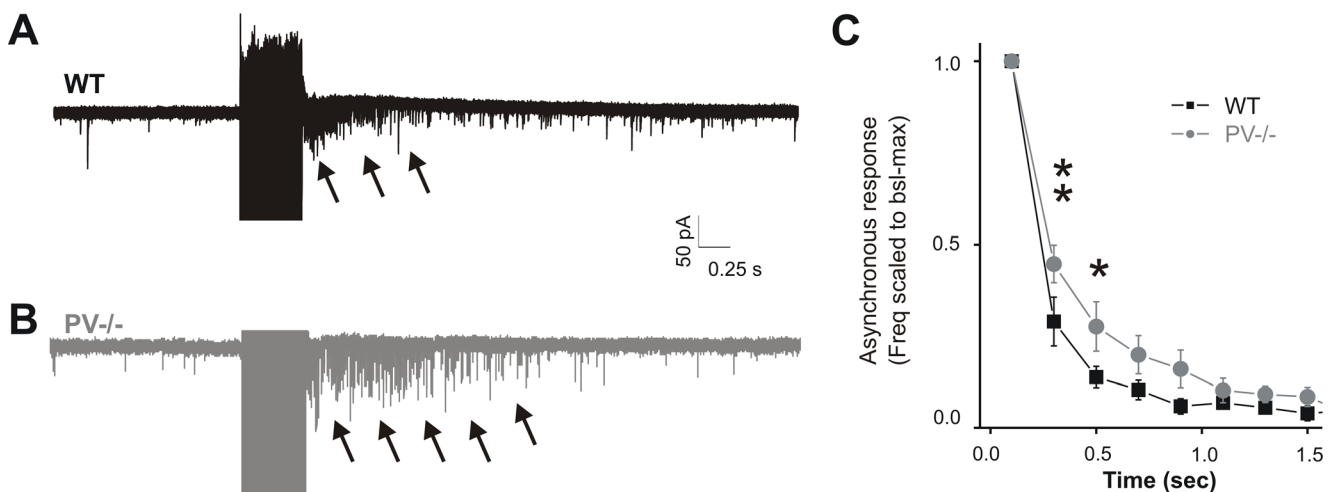 A
WT
50 pA
0.25 s
B
PV-/-
C
1.0
0.5
0.0
Asynchronous response
(Freq scaled to bsl-max)
WT
PV-/-
*
*
*
0.0 0.5 1.0 1.5
Time (sec)